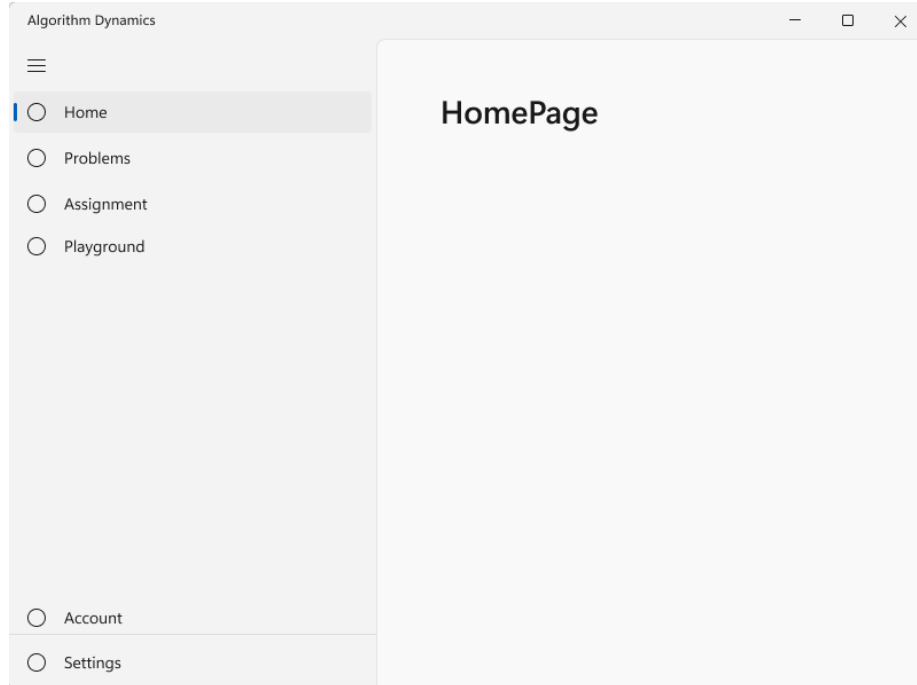 Algorithm Dynamics
Home
Problems
Assignment
Playground
Account
Settings
HomePage